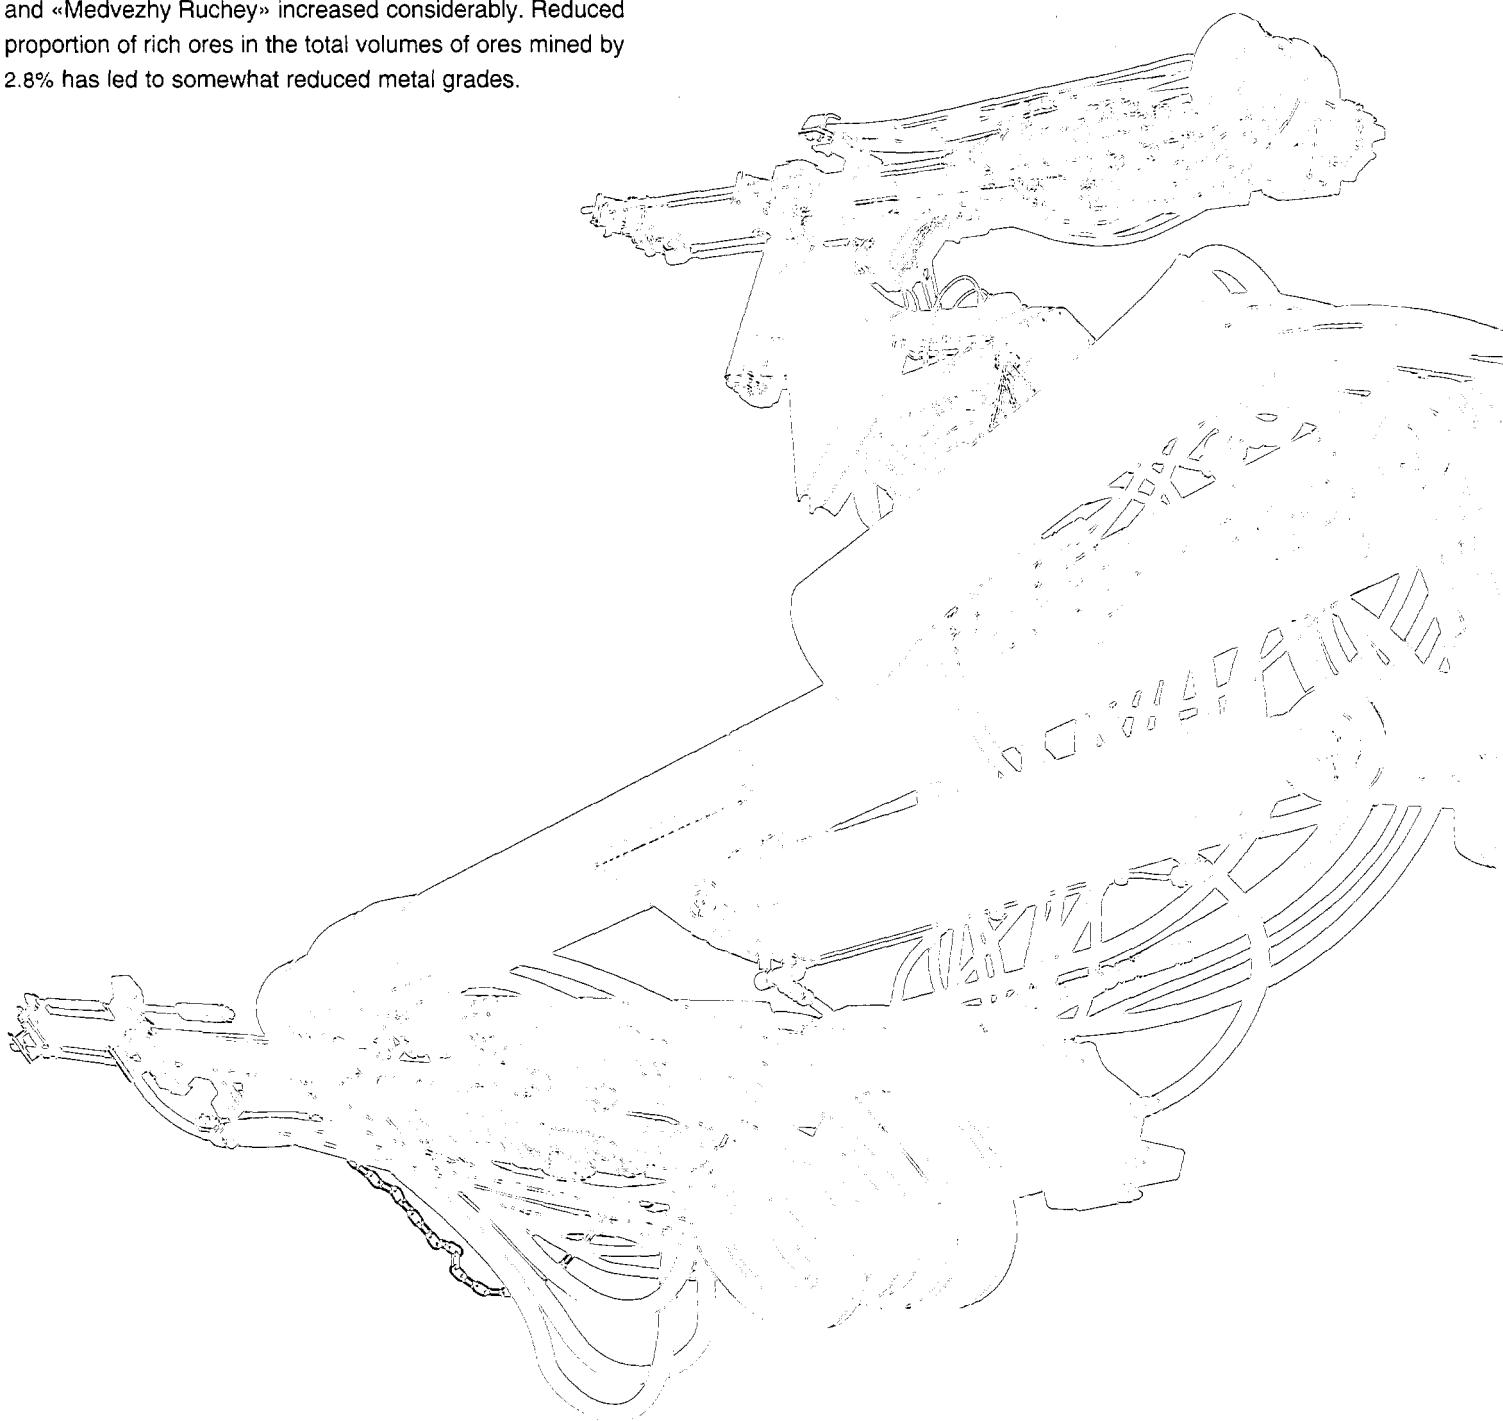 and «Medvezhy Ruchey» increased considerably. Reduced
proportion of rich ores in the total volumes of ores mined by
2.8% has led to somewhat reduced metal grades.